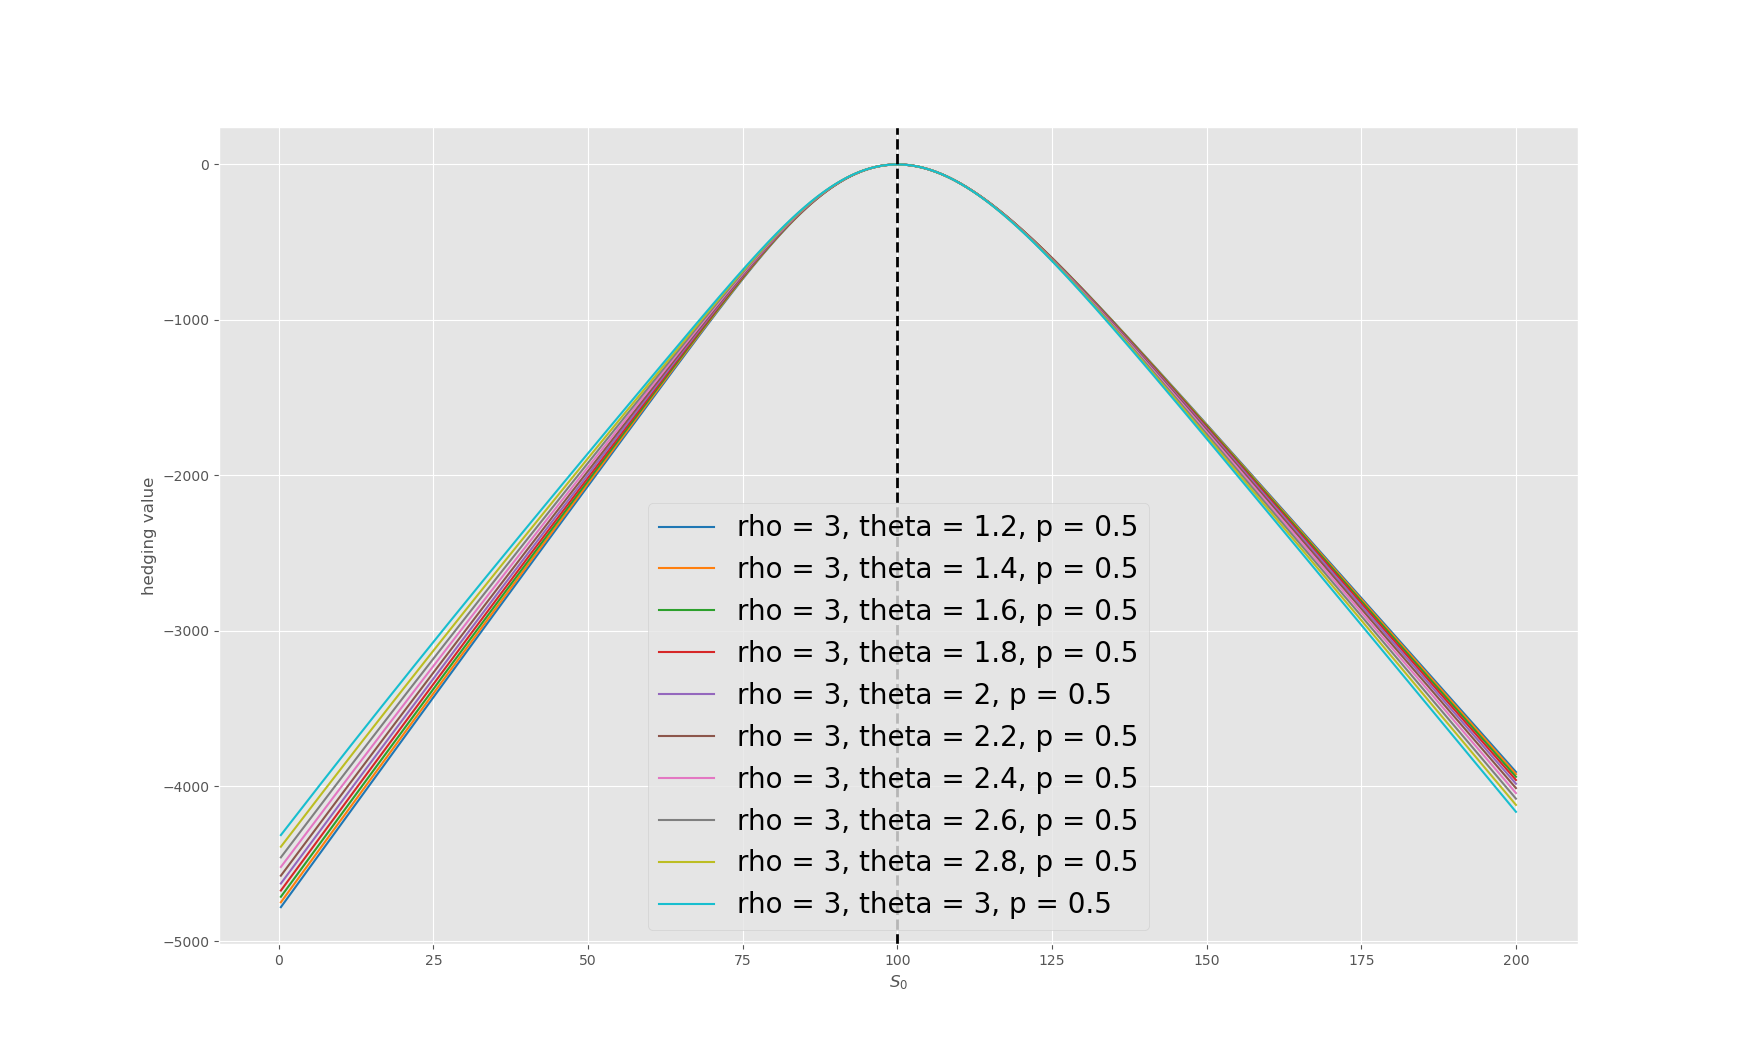 0
−1000
−2000
−3000
−4000
−5000
hedging value
rho = 3, theta = 1.2, p = 0.5
rho = 3, theta = 1.4, p = 0.5
rho = 3, theta = 1.6, p = 0.5
rho = 3, theta = 1.8, p = 0.5
rho = 3, theta = 2, p = 0.5
rho = 3, theta = 2.2, p = 0.5
rho = 3, theta = 2.4, p = 0.5
rho = 3, theta = 2.6, p = 0.5
rho = 3, theta = 2.8, p = 0.5
rho = 3, theta = 3, p = 0.5
0 25 50 75 100 125 150 175 200
S₀